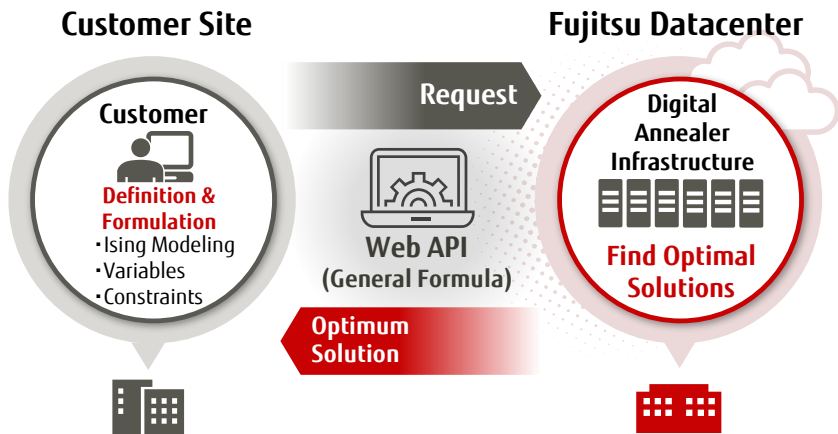 Customer Site
Fujitsu Datacenter
Customer
Definition &
Formulation
・Ising Modeling
・Variables
・Constraints
Request
Web API
(General Formula)
Optimum
Solution
Digital
Annealer
Infrastructure
Find Optimal
Solutions